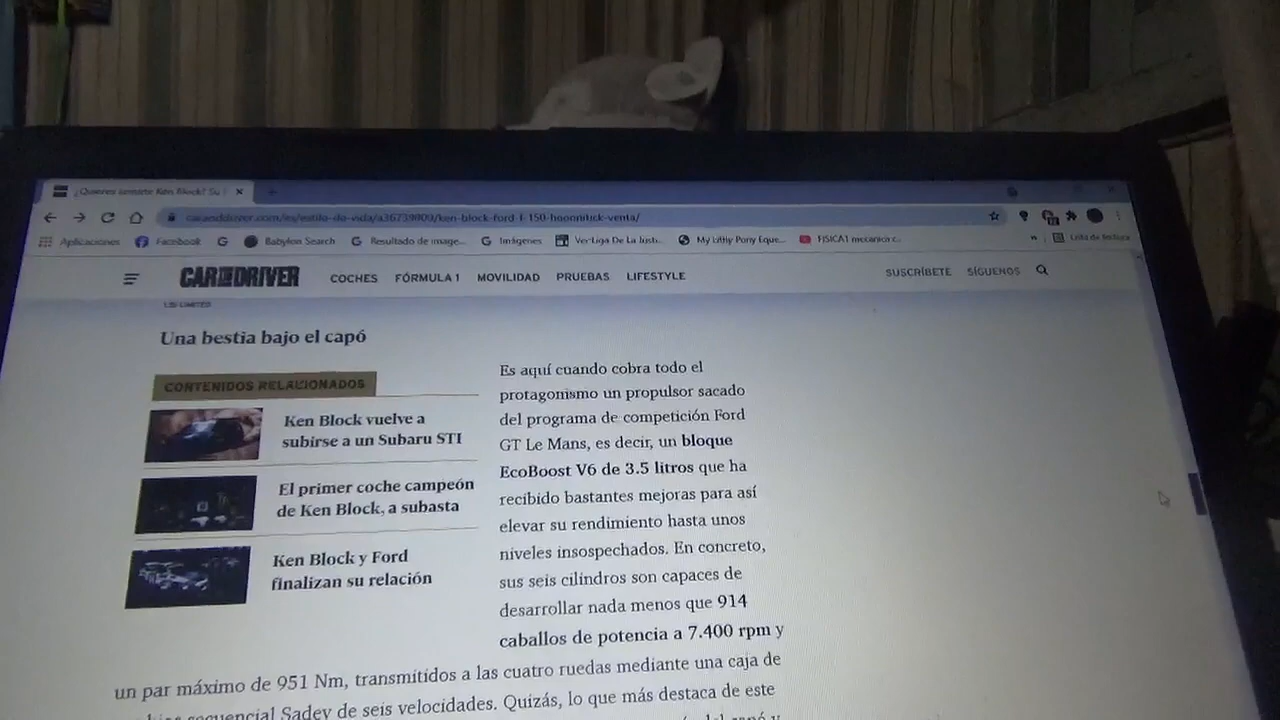 ¿Quieres sentirte Ken Block? Su
caranddriver.com/es/estilo-de-vida/a36739809/ken-block-ford-f-150-hoonitruck-venta/
Aplicaciones Facebook Babylon Search Resultado de image... Imágenes Vertiga De La Justi... My Little Pony Eque... FISICA1 mecanica c... Lista de lectura
CAR AND DRIVER COCHES FÓRMULA 1 MOVILIDAD PRUEBAS LIFESTYLE SUSCRÍBETE SÍGUENOS
Una bestia bajo el capó
CONTENIDOS RELACIONADOS
Ken Block vuelve a
subirse a un Subaru STI
El primer coche campeón
de Ken Block, a subasta
Ken Block y Ford
finalizan su relación
Es aquí cuando cobra todo el
protagonismo un propulsor sacado
del programa de competición Ford
GT Le Mans, es decir, un bloque
EcoBoost V6 de 3.5 litros que ha
recibido bastantes mejoras para así
elevar su rendimiento hasta unos
niveles insospechados. En concreto,
sus seis cilindros son capaces de
desarrollar nada menos que 914
caballos de potencia a 7.400 rpm y
un par máximo de 951 Nm, transmitidos a las cuatro ruedas mediante una caja de
secuencial Sadev de seis velocidades. Quizás, lo que más destaca de este